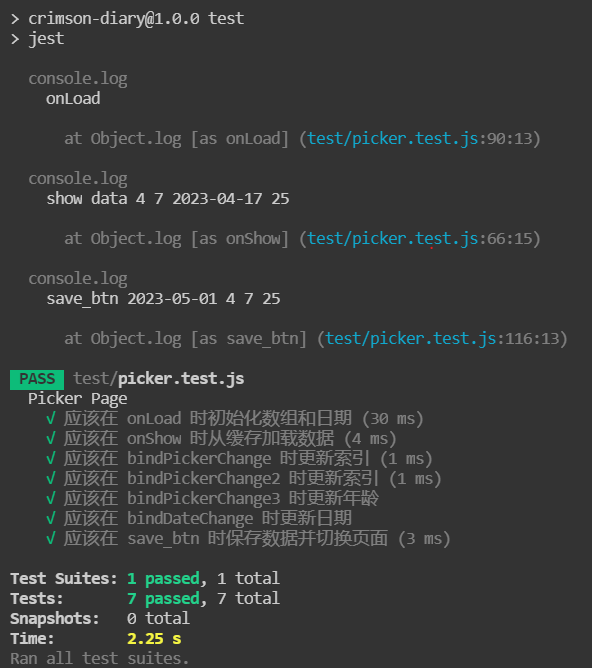 > crimson-diary@1.0.0 test
> jest
console.log
onLoad
at Object.log [as onLoad] (test/picker.test.js:90:13)
console.log
show data 4 7 2023-04-17 25
at Object.log [as onShow] (test/picker.test.js:66:15)
console.log
save_btn 2023-05-01 4 7 25
at Object.log [as save_btn] (test/picker.test.js:116:13)
PASS test/picker.test.js
Picker Page
√ 应该在 onLoad 时初始化数组和日期 (30 ms)
√ 应该在 onShow 时从缓存加载数据 (4 ms)
√ 应该在 bindPickerChange 时更新索引 (1 ms)
√ 应该在 bindPickerChange2 时更新索引 (1 ms)
√ 应该在 bindPickerChange3 时更新年龄
√ 应该在 bindDateChange 时更新日期
√ 应该在 save_btn 时保存数据并切换页面 (3 ms)
Test Suites: 1 passed, 1 total
Tests: 7 passed, 7 total
Snapshots: 0 total
Time: 2.25 s
Ran all test suites.